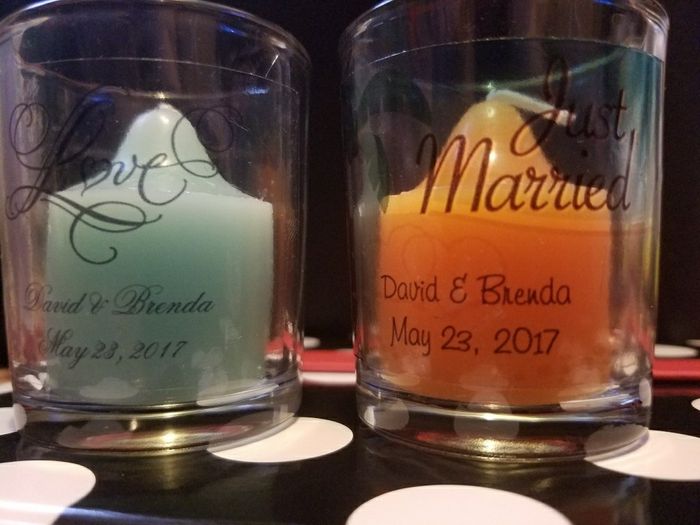 Love
David & Brenda
May 23, 2017
Just
Married
David & Brenda
May 23, 2017